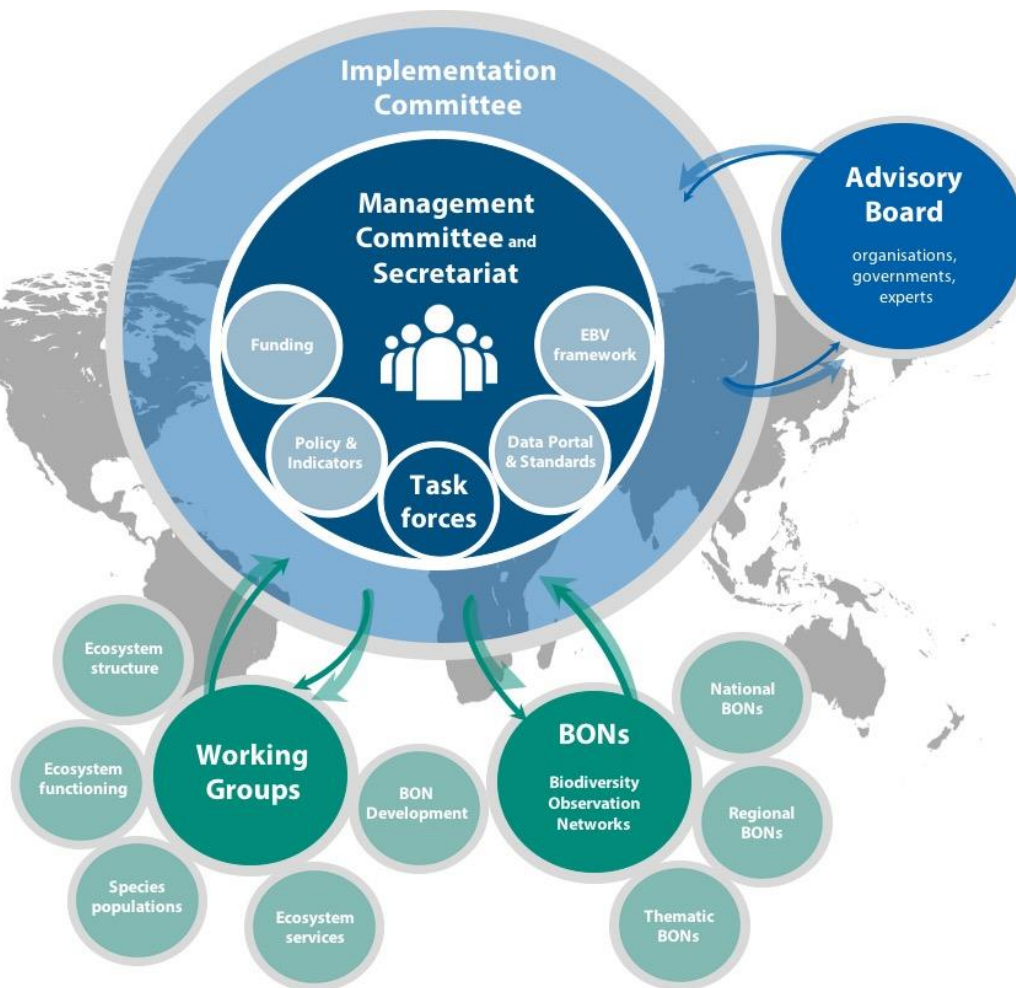 Implementation
Committee
Management
Committee and
Secretariat
Funding
EBV
framework
Policy &
Indicators
Data Portal
& Standards
Task
forces
Advisory
Board
organisations,
governments,
experts
Ecosystem
structure
Ecosystem
functioning
Species
populations
Ecosystem
services
Working
Groups
BON
Development
BONs
Biodiversity
Observation
Networks
National
BONs
Regional
BONs
Thematic
BONs